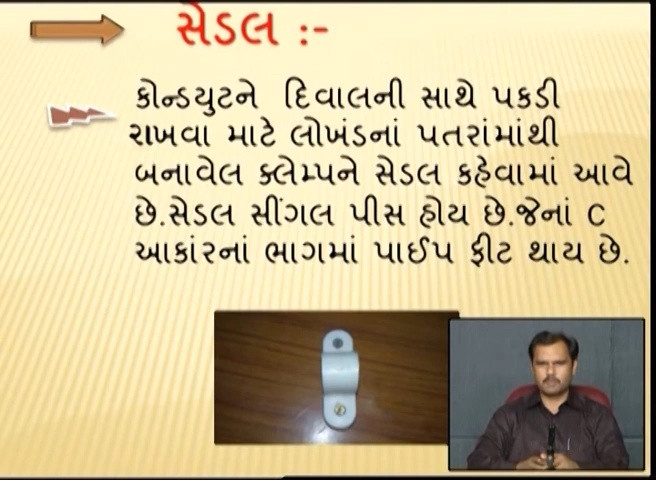 સેડલ :-
કોન્ડયુટને દિવાલની સાથે પકડી
રાખવા માટે લોખંડનાં પતરાંમાંથી
બનાવેલ ક્લેમ્પને સેડલ કહેવામાં આવે
છે.સેડલ સીંગલ પીસ હોય છે.જેનાં C
આકાંરનાં ભાગમાં પાઈપ ફીટ થાય છે.